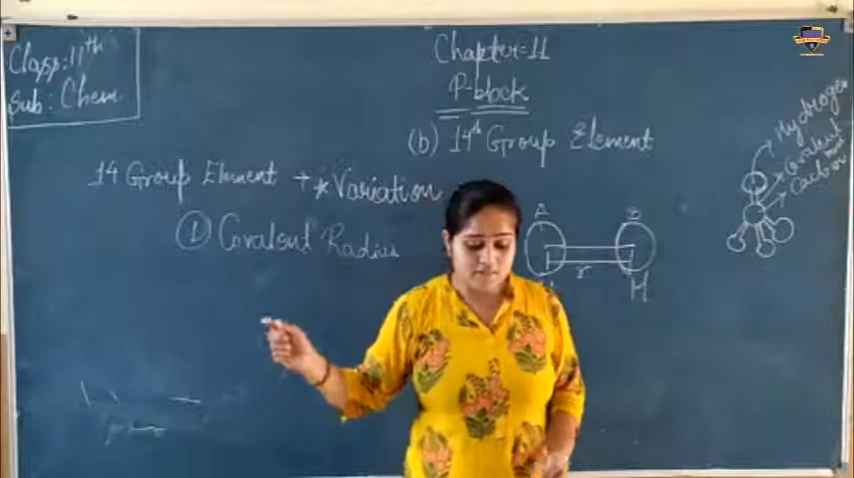 Class: 11th
Sub: Chem
Chapter = 11
P-block
(b) 14th Group Element
14 Group Element → *Variation
① Covalent Radius
A B
r
H
Hydrogen
Covalent
Carbon